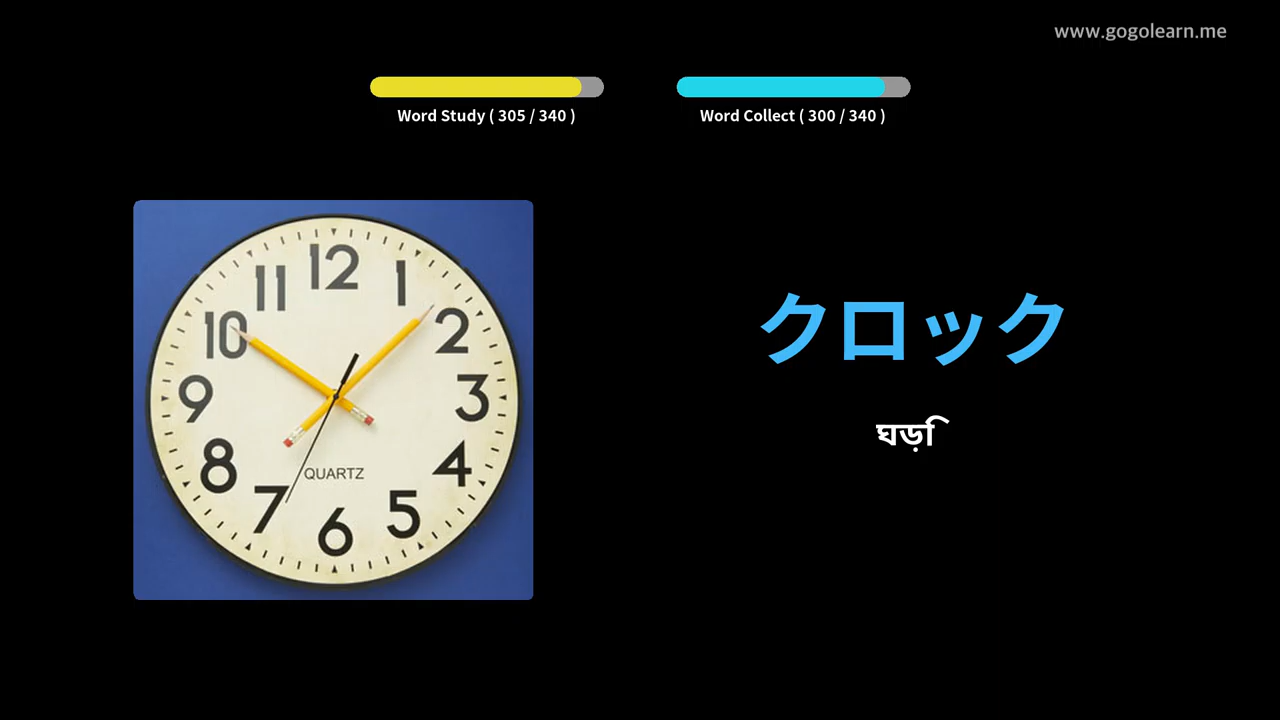 www.gogolearn.me
Word Study ( 305 / 340 )
Word Collect ( 300 / 340 )
12
1
2
3
4
5
6
7
8
9
10
11
QUARTZ
クロック
ঘড়ি